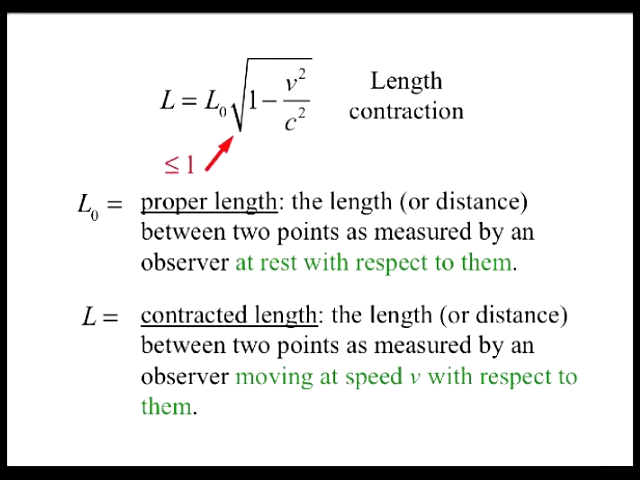 L = L₀√1 − v²/c²
Length
contraction
≤ 1
L₀ = proper length: the length (or distance)
between two points as measured by an
observer at rest with respect to them.
L = contracted length: the length (or distance)
between two points as measured by an
observer moving at speed v with respect to
them.